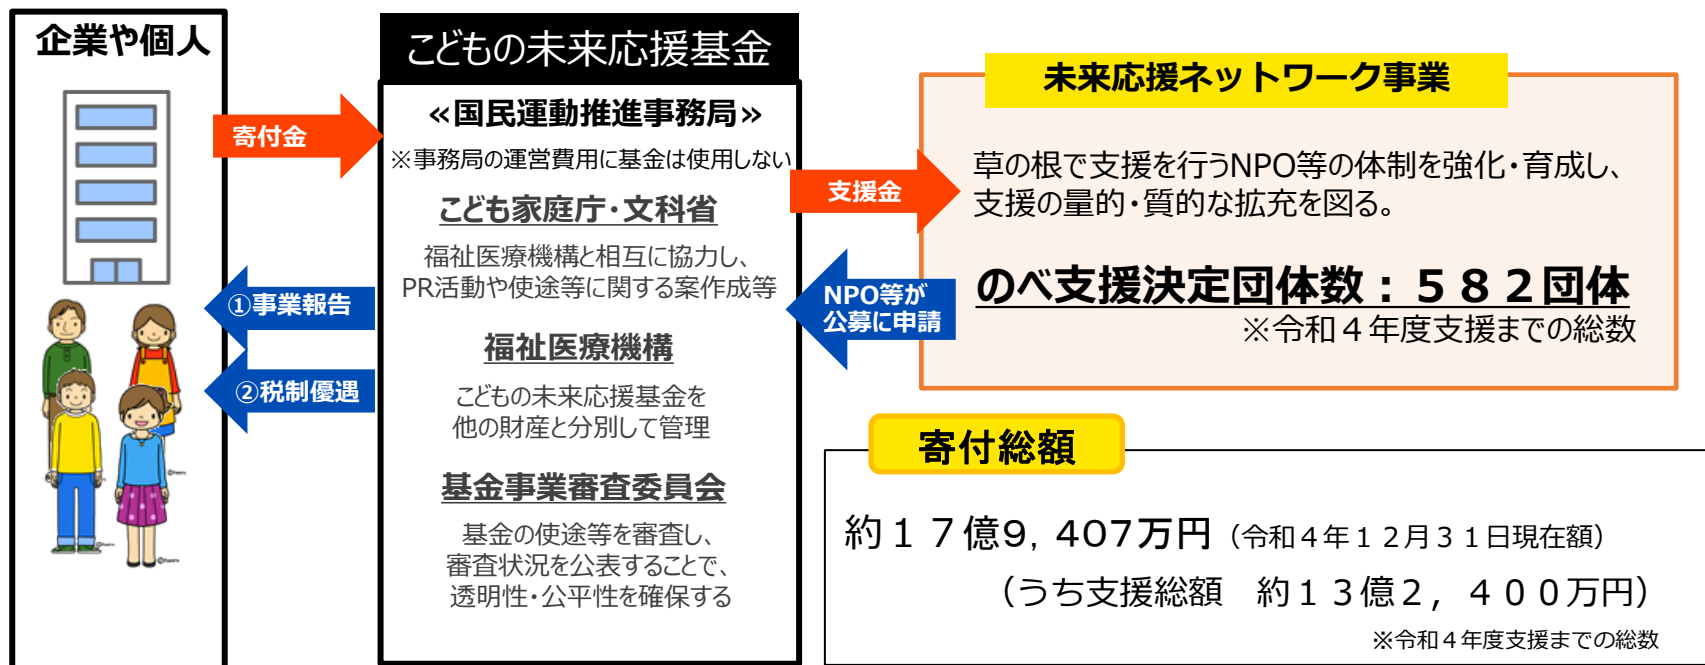 企業や個人
寄付金
①事業報告
②税制優遇
こどもの未来応援基金
≪国民運動推進事務局≫
※事務局の運営費用に基金は使用しない
こども家庭庁・文科省
福祉医療機構と相互に協力し、
PR活動や使途等に関する案作成等
福祉医療機構
こどもの未来応援基金を
他の財産と分別して管理
基金事業審査委員会
基金の使途等を審査し、
審査状況を公表することで、
透明性・公平性を確保する
支援金
NPO等が
公募に申請
未来応援ネットワーク事業
草の根で支援を行うNPO等の体制を強化・育成し、
支援の量的・質的な拡充を図る。
のべ支援決定団体数：５８２団体
※令和４年度支援までの総数
寄付総額
約１７億9，407万円（令和４年１２月３１日現在額）
（うち支援総額　約１３億２，４００万円）
※令和４年度支援までの総数